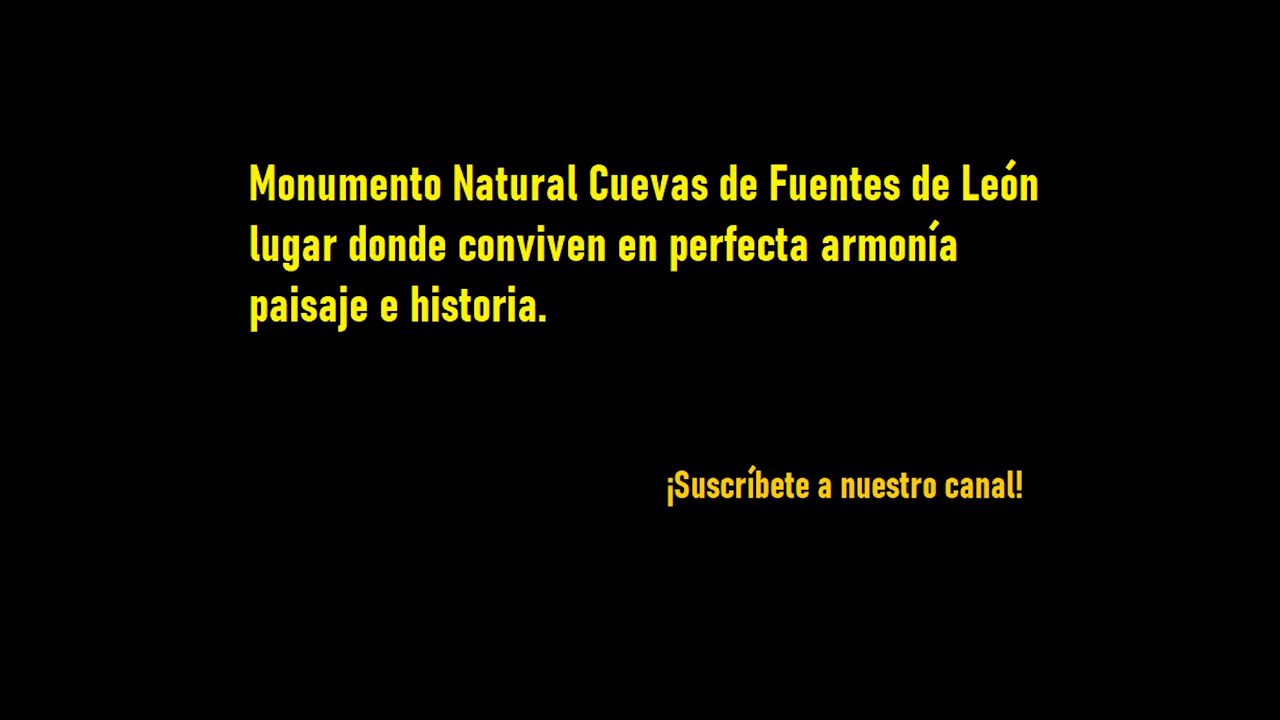 Monumento Natural Cuevas de Fuentes de León
lugar donde conviven en perfecta armonía
paisaje e historia.
¡Suscríbete a nuestro canal!